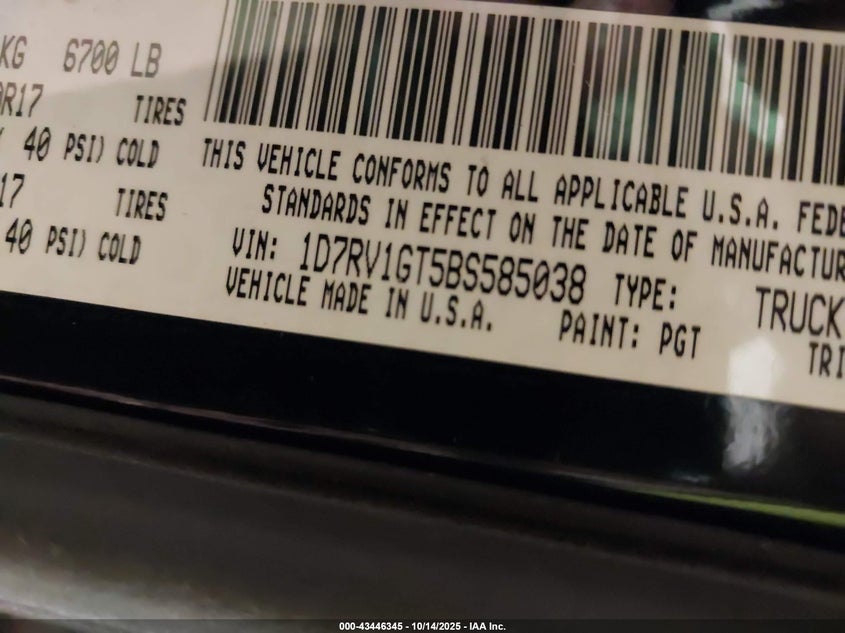 KG 6700 LB
R17 TIRES
40 PSI) COLD
17 TIRES
40 PSI) COLD
THIS VEHICLE CONFORMS TO ALL APPLICABLE U.S.A. FEDE
STANDARDS IN EFFECT ON THE DATE OF MANUFACTUR
VIN: 1D7RV1GT5BS585038 TYPE: TRUCK
VEHICLE MADE IN U.S.A. PAINT: PGT TRI
000-43446345 - 10/14/2025 - IAA Inc.